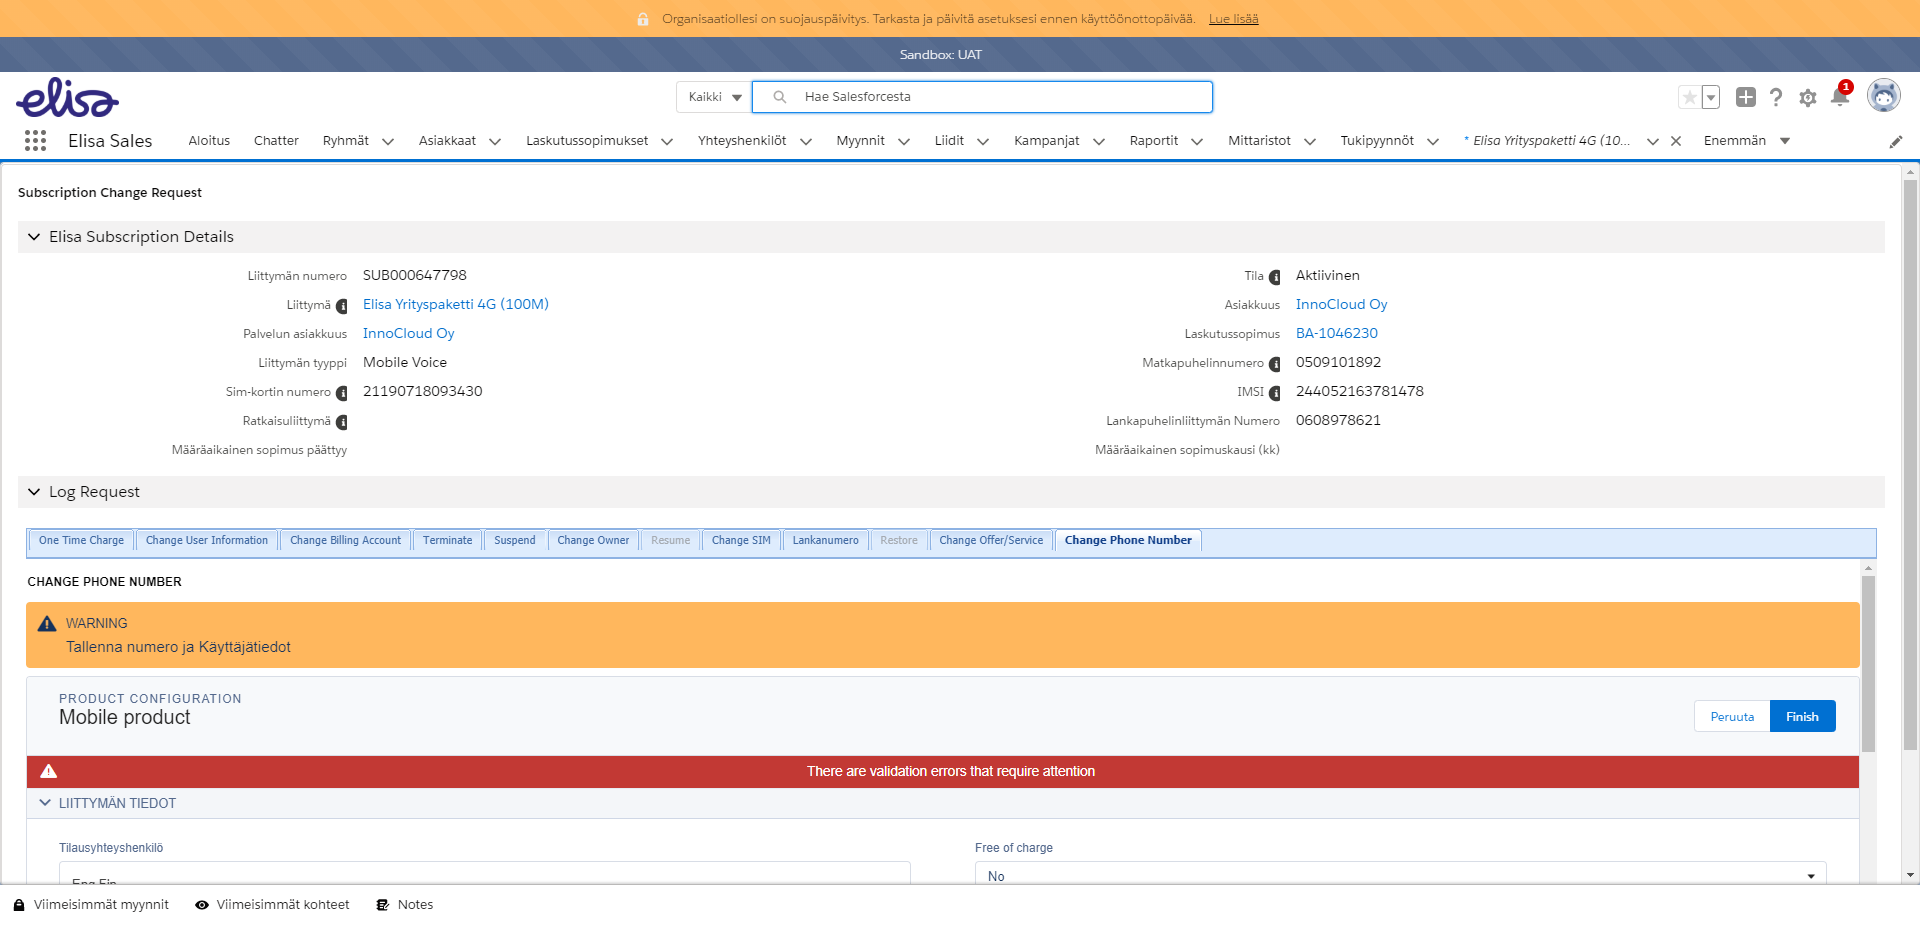 Organisaatiollesi on suojauspäivitys. Tarkasta ja päivitä asetuksesi ennen käyttöönottopäivää. Lue lisää
Sandbox: UAT
elisa
Kaikki Hae Salesforcesta
1
Elisa Sales Aloitus Chatter Ryhmät Asiakkaat Laskutussopimukset Yhteyshenkilöt Myynnit Liidit Kampanjat Raportit Mittaristot Tukipyynnöt * Elisa Yrityspaketti 4G (10... Enemmän
Subscription Change Request
Elisa Subscription Details
Liittymän numero SUB000647798 Tila Aktiivinen
Liittymä Elisa Yrityspaketti 4G (100M) Asiakkuus InnoCloud Oy
Palvelun asiakkuus InnoCloud Oy Laskutussopimus BA-1046230
Liittymän tyyppi Mobile Voice Matkapuhelinnumero 0509101892
Sim-kortin numero 21190718093430 IMSI 244052163781478
Ratkaisuliittymä Lankapuhelinliittymän Numero 0608978621
Määräaikainen sopimus päättyy Määräaikainen sopimuskausi (kk)
Log Request
One Time Charge Change User Information Change Billing Account Terminate Suspend Change Owner Resume Change SIM Lankanumero Restore Change Offer/Service Change Phone Number
CHANGE PHONE NUMBER
WARNING
Tallenna numero ja Käyttäjätiedot
PRODUCT CONFIGURATION
Mobile product
Peruuta Finish
There are validation errors that require attention
LIITTYMÄN TIEDOT
Tilausyhteyshenkilö Free of charge
Eng Fin No
Viimeisimmät myynnit Viimeisimmät kohteet Notes